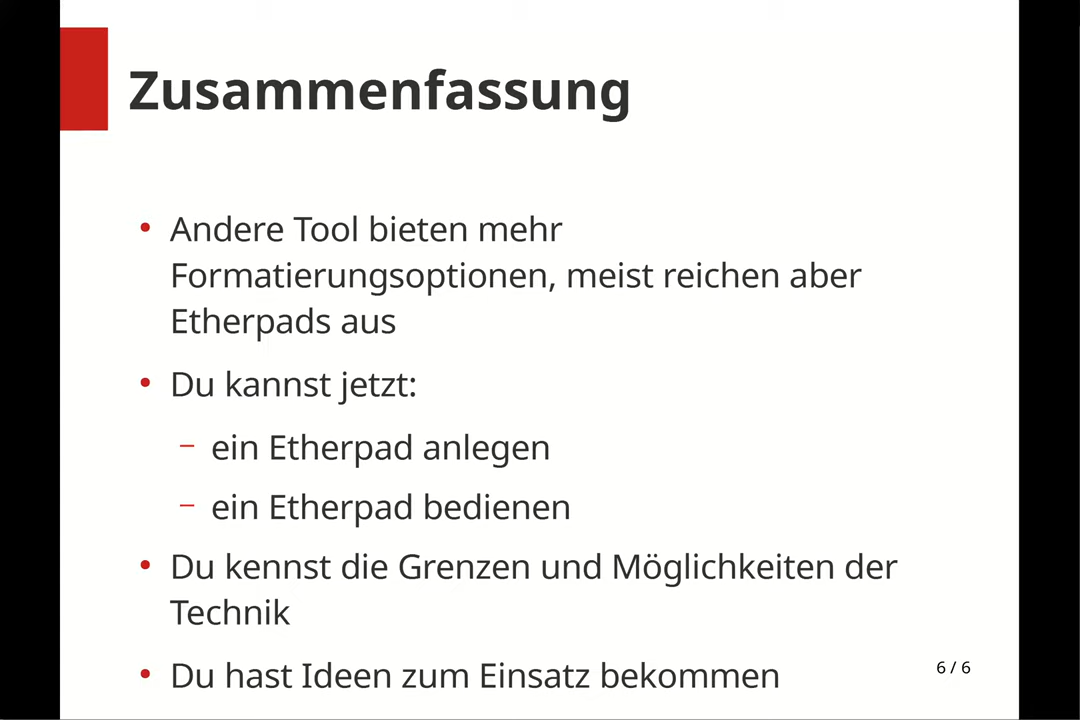 Zusammenfassung
• Andere Tool bieten mehr
Formatierungsoptionen, meist reichen aber
Etherpads aus
• Du kannst jetzt:
– ein Etherpad anlegen
– ein Etherpad bedienen
• Du kennst die Grenzen und Möglichkeiten der
Technik
• Du hast Ideen zum Einsatz bekommen
6 / 6